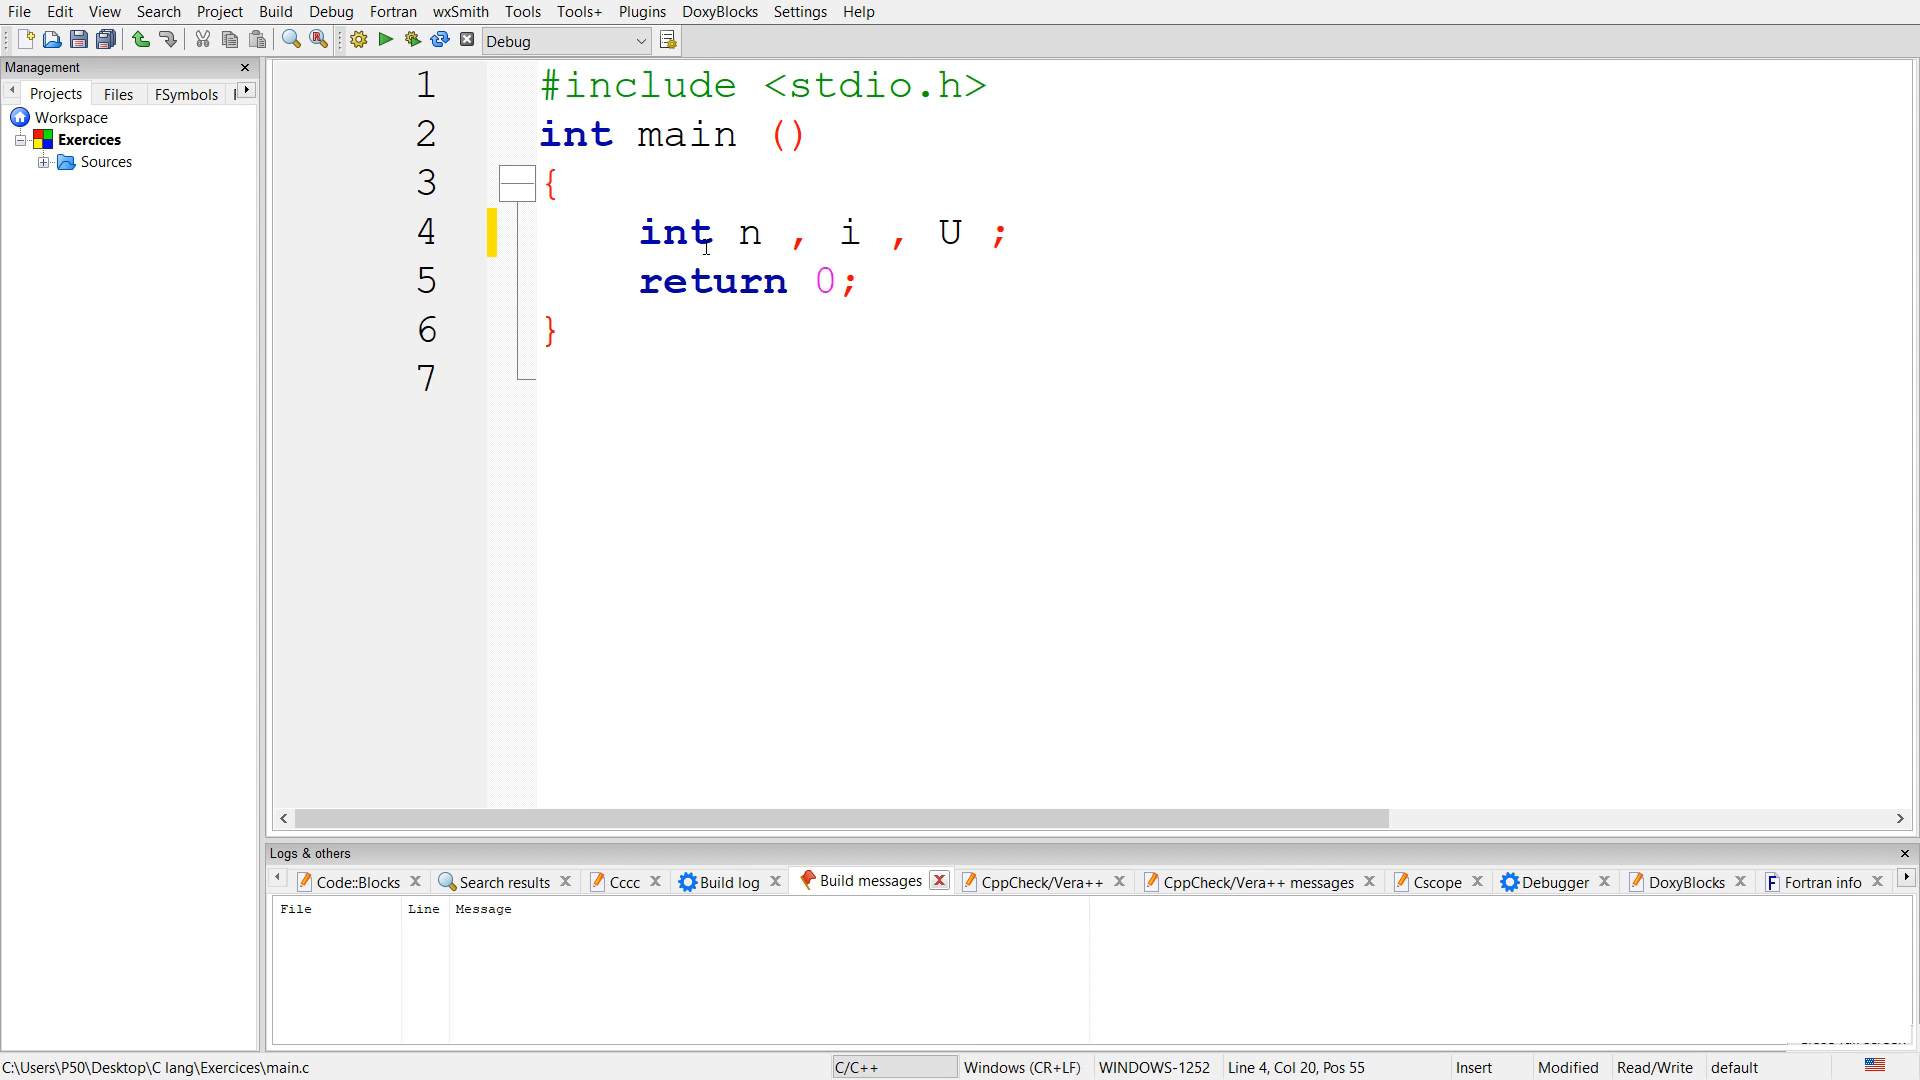 File Edit View Search Project Build Debug Fortran wxSmith Tools Tools+ Plugins DoxyBlocks Settings Help
Debug
Management
Projects Files FSymbols
Workspace
Exercices
Sources
1 #include <stdio.h>
2 int main ()
3 {
4 int n , i , U ;
5 return 0;
6 }
7
Logs & others
Code::Blocks Search results Cccc Build log Build messages CppCheck/Vera++ CppCheck/Vera++ messages Cscope Debugger DoxyBlocks Fortran info
File Line Message
C:\Users\P50\Desktop\C lang\Exercices\main.c C/C++ Windows (CR+LF) WINDOWS-1252 Line 4, Col 20, Pos 55 Insert Modified Read/Write default